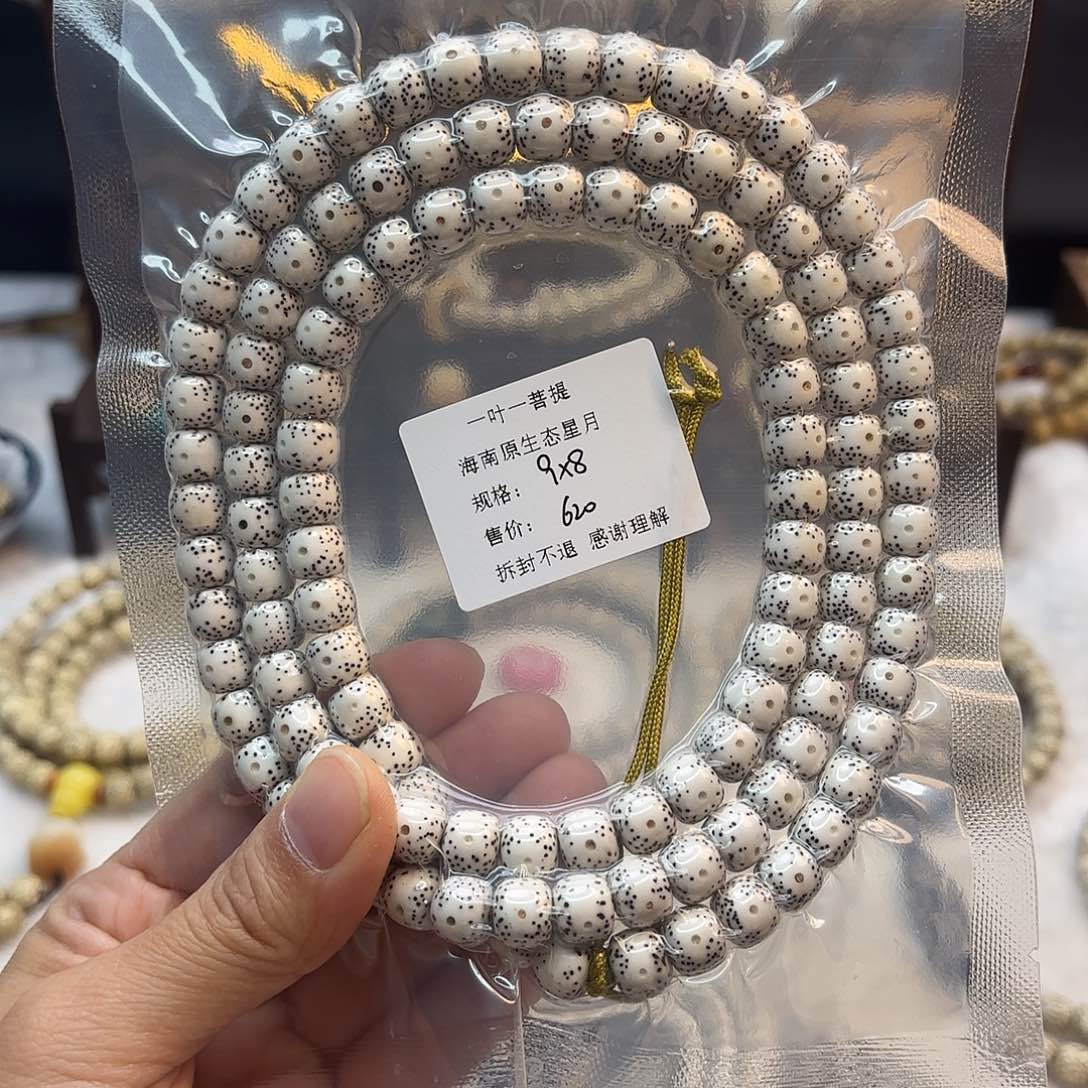 一叶一菩提
海南原生态星月
规格：9x8
售价：620
拆封不退 感谢理解